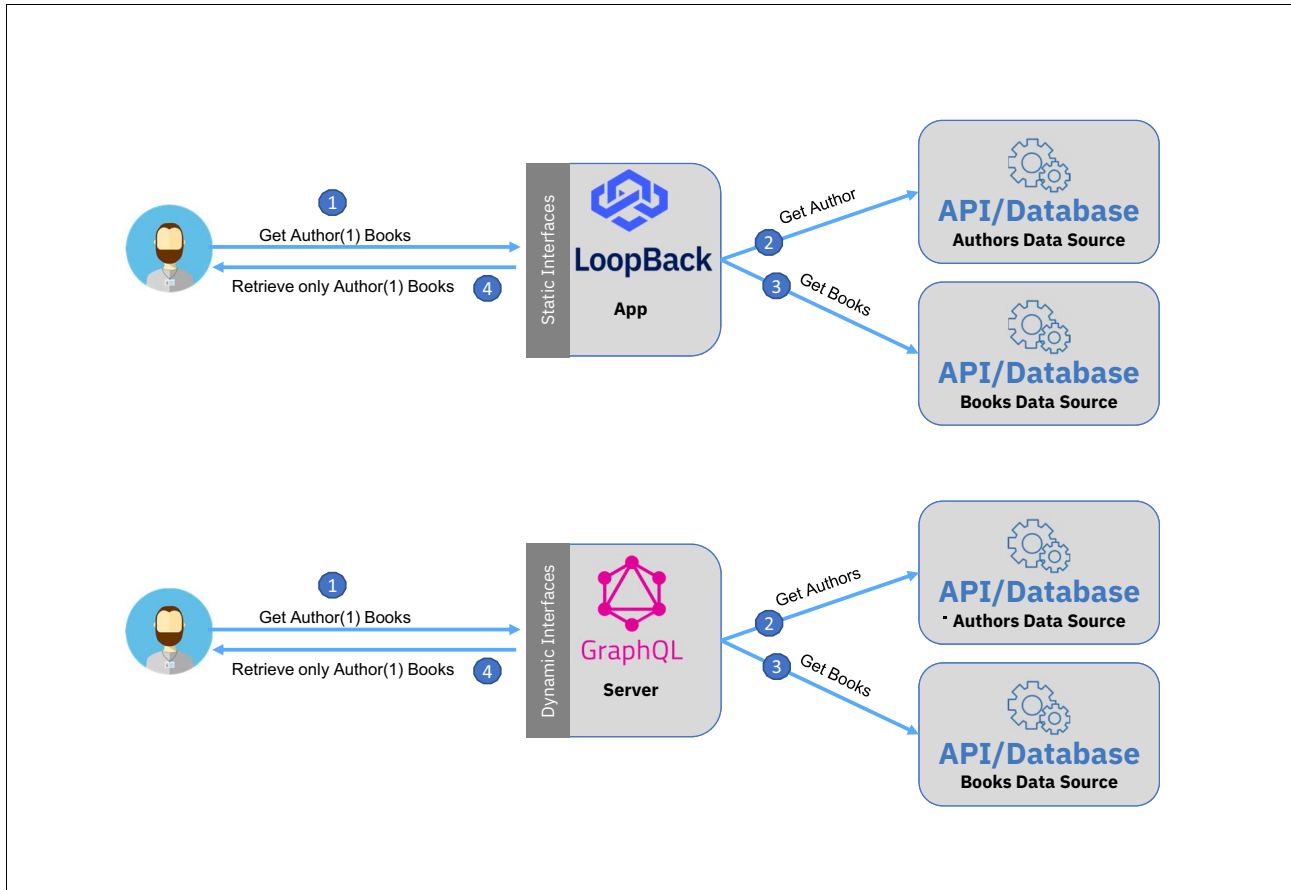 1
Get Author(1) Books
Retrieve only Author(1) Books
4
Static Interfaces
LoopBack
App
2
Get Author
3
Get Books
API/Database
Authors Data Source
API/Database
Books Data Source
1
Get Author(1) Books
Retrieve only Author(1) Books
4
Dynamic Interfaces
GraphQL
Server
2
Get Authors
3
Get Books
API/Database
Authors Data Source
API/Database
Books Data Source